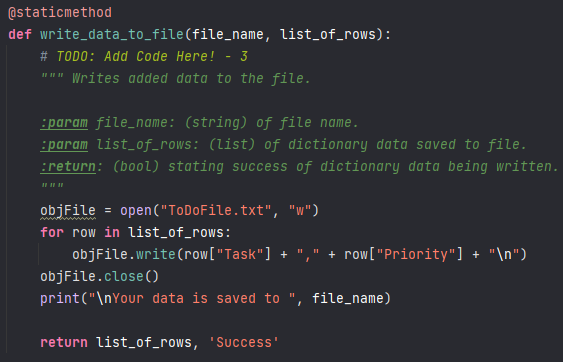 @staticmethod
def write_data_to_file(file_name, list_of_rows):
    # TODO: Add Code Here! - 3
    """ Writes added data to the file.

    :param file_name: (string) of file name.
    :param list_of_rows: (list) of dictionary data saved to file.
    :return: (bool) stating success of dictionary data being written.
    """
    objFile = open("ToDoFile.txt", "w")
    for row in list_of_rows:
        objFile.write(row["Task"] + "," + row["Priority"] + "\n")
    objFile.close()
    print("\nYour data is saved to ", file_name)

    return list_of_rows, 'Success'